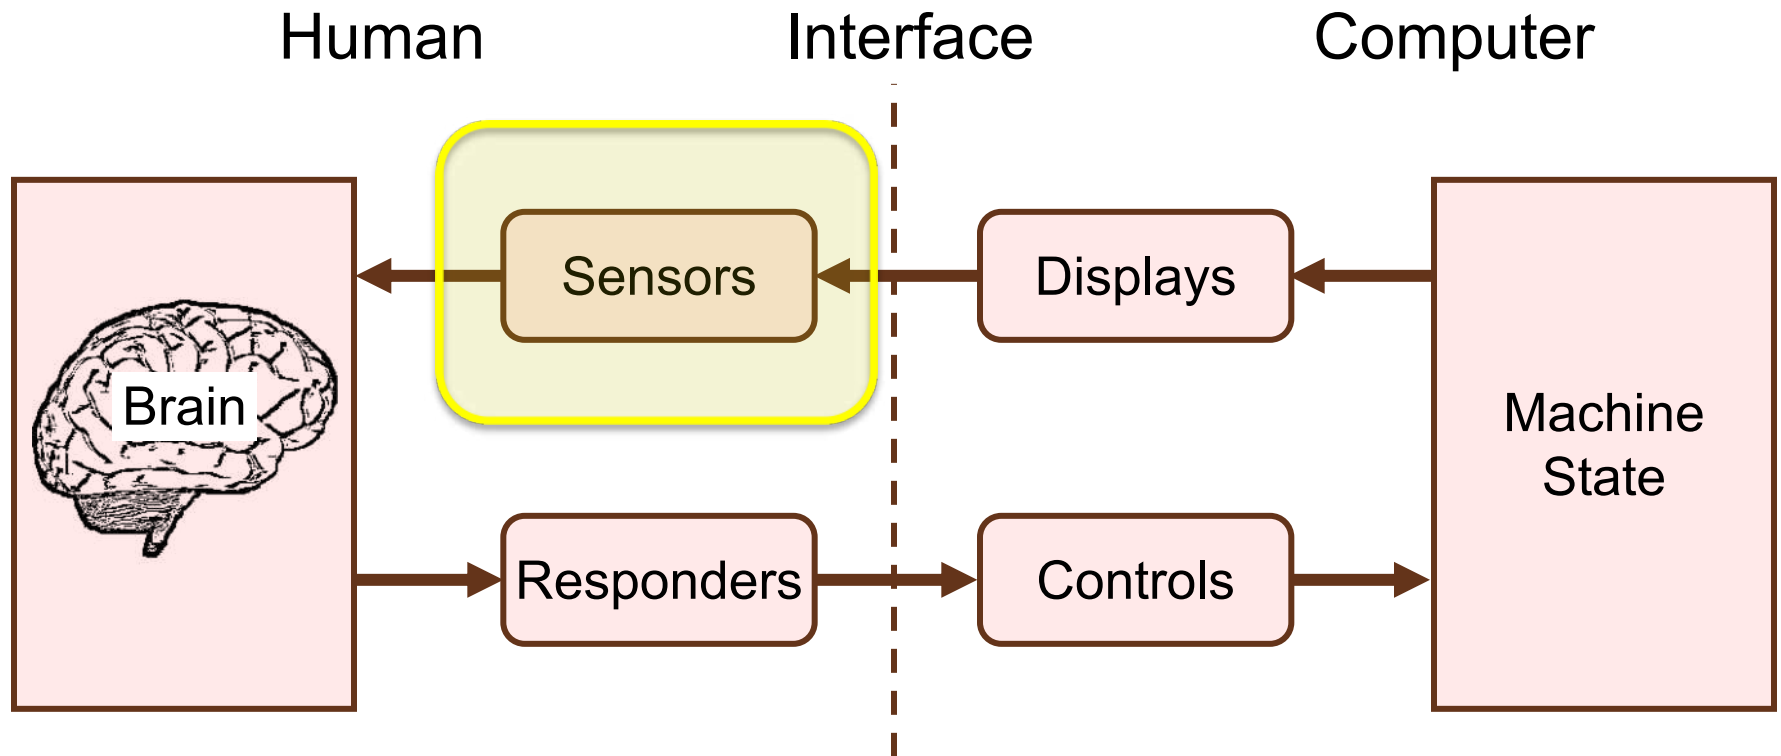 Human
Interface
Computer
Sensors
Displays
Brain
Machine
State
Responders
Controls